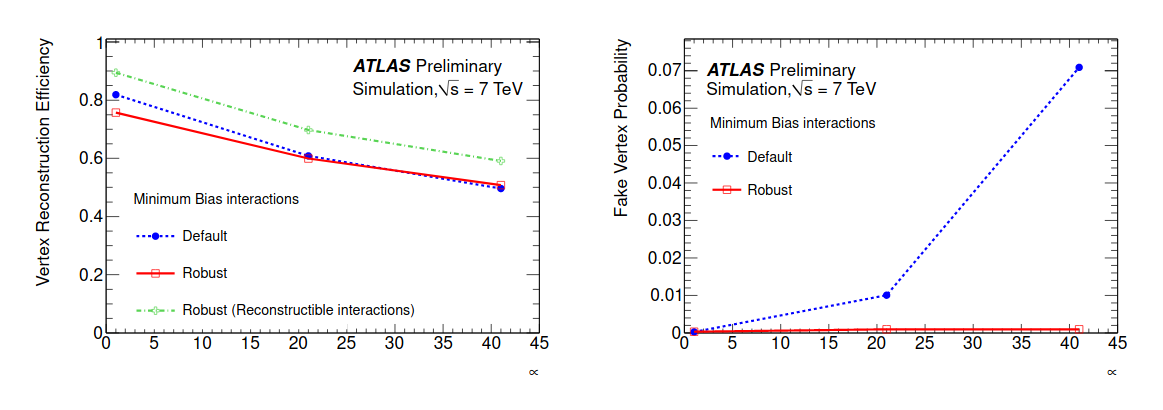 Vertex Reconstruction Efficiency
1
0.8
0.6
0.4
0.2
0
ATLAS Preliminary
Simulation,√s = 7 TeV
Minimum Bias interactions
Default
Robust
Robust (Reconstructible interactions)
0 5 10 15 20 25 30 35 40 45
∝
Fake Vertex Probability
0.07
0.06
0.05
0.04
0.03
0.02
0.01
0
ATLAS Preliminary
Simulation,√s = 7 TeV
Minimum Bias interactions
Default
Robust
0 5 10 15 20 25 30 35 40 45
∝